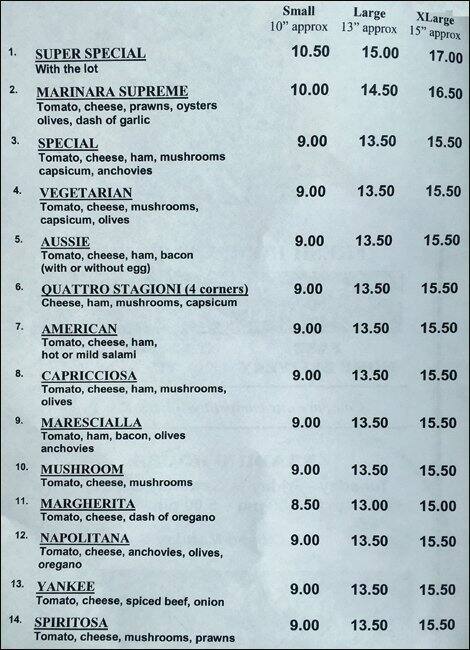 Small Large XLarge
10” approx 13” approx 15” approx
1. SUPER SPECIAL 10.50 15.00 17.00
With the lot
2. MARINARA SUPREME 10.00 14.50 16.50
Tomato, cheese, prawns, oysters
olives, dash of garlic
3. SPECIAL 9.00 13.50 15.50
Tomato, cheese, ham, mushrooms
capsicum, anchovies
4. VEGETARIAN 9.00 13.50 15.50
Tomato, cheese, mushrooms,
capsicum, olives
5. AUSSIE 9.00 13.50 15.50
Tomato, cheese, ham, bacon
(with or without egg)
6. QUATTRO STAGIONI (4 corners) 9.00 13.50 15.50
Cheese, ham, mushrooms, capsicum
7. AMERICAN 9.00 13.50 15.50
Tomato, cheese, ham,
hot or mild salami
8. CAPRICCIOSA 9.00 13.50 15.50
Tomato, cheese, ham, mushrooms,
olives
9. MARESCIALLA 9.00 13.50 15.50
Tomato, ham, bacon, olives
anchovies
10. MUSHROOM 9.00 13.50 15.50
Tomato, cheese, mushrooms
11. MARGHERITA 8.50 13.00 15.00
Tomato, cheese, dash of oregano
12. NAPOLITANA 9.00 13.50 15.50
Tomato, cheese, anchovies, olives,
oregano
13. YANKEE 9.00 13.50 15.50
Tomato, cheese, spiced beef, onion
14. SPIRITOSA 9.00 13.50 15.50
Tomato, cheese, mushrooms, prawns